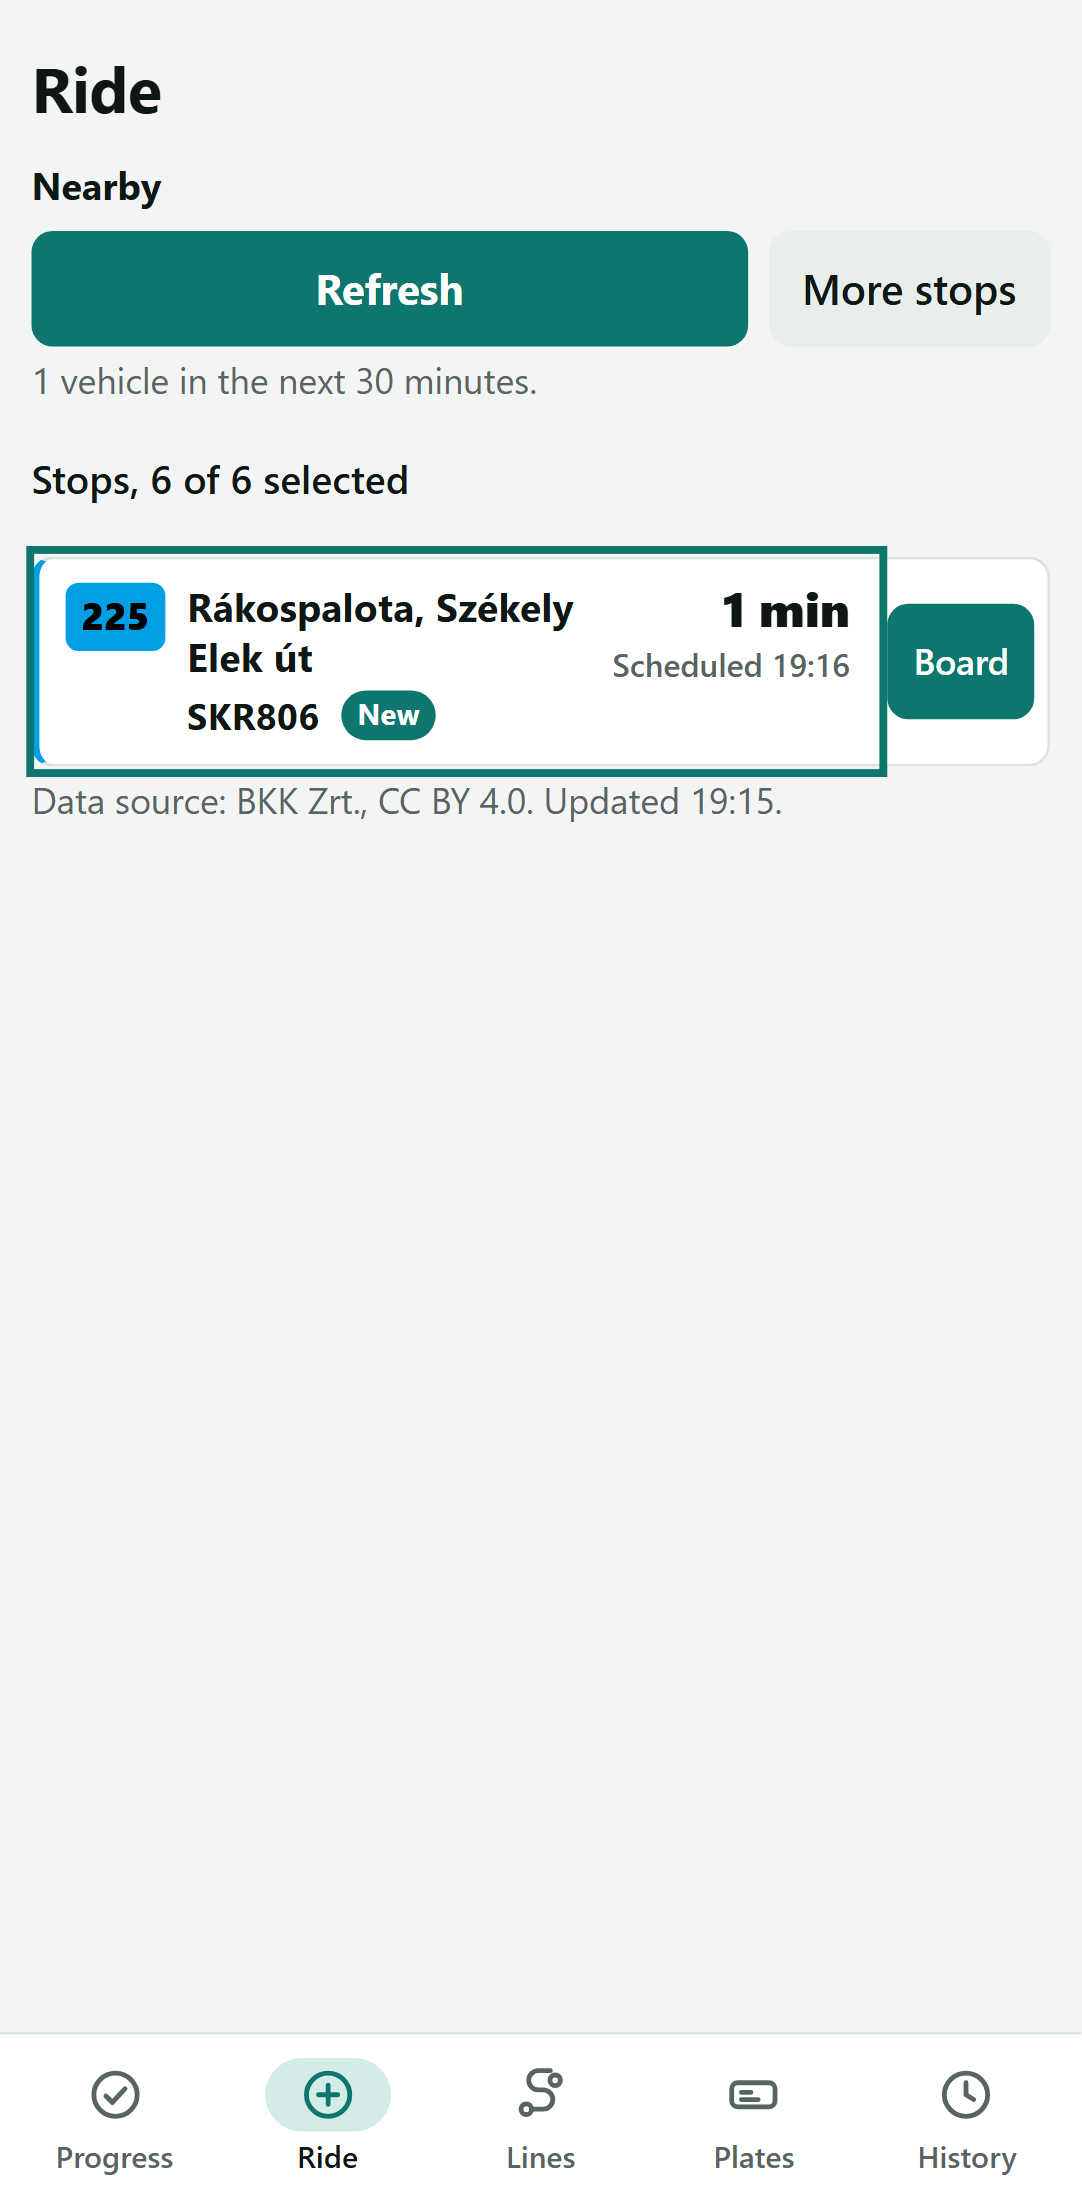 Ride
Nearby
Refresh
More stops
1 vehicle in the next 30 minutes.
Stops, 6 of 6 selected
225
Rákospalota, Székely
Elek út
SKR806
New
1 min
Scheduled 19:16
Board
Data source: BKK Zrt., CC BY 4.0. Updated 19:15.
Progress
Ride
Lines
Plates
History